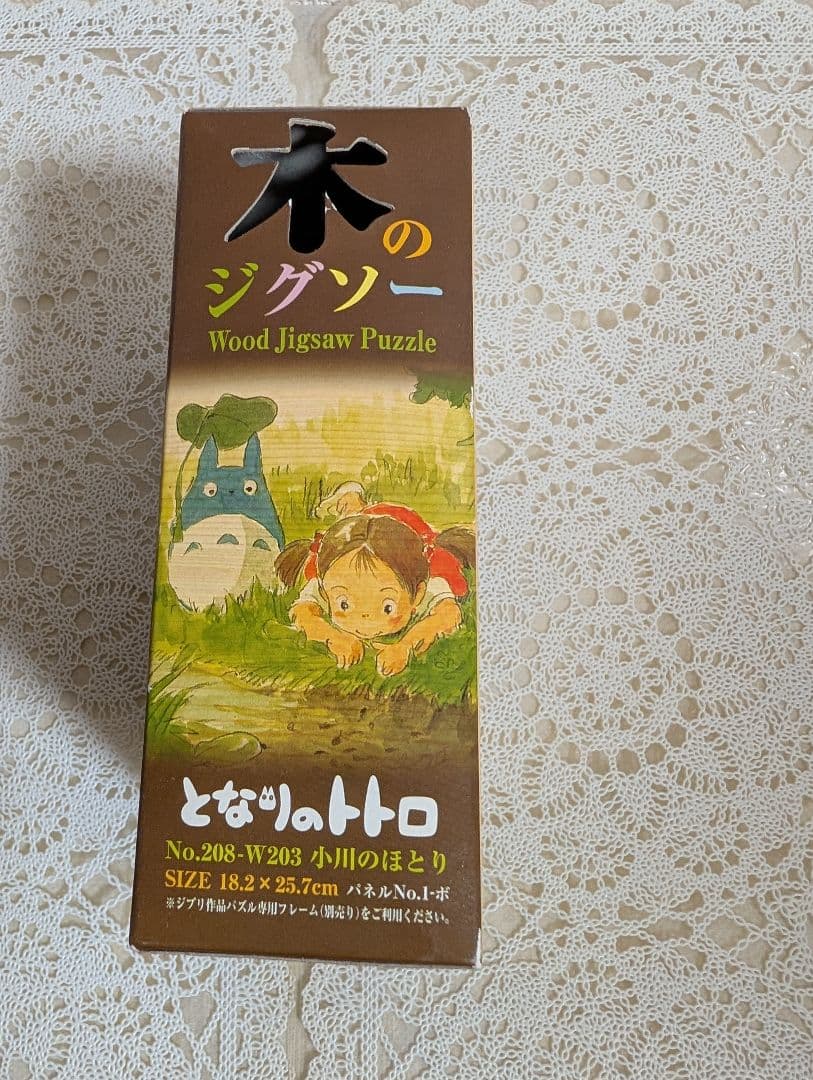 木の
ジグソー
Wood Jigsaw Puzzle
となりのトトロ
No.208-W203 小川のほとり
SIZE 18.2×25.7cm パネルNo.1-ボ
※ジブリ作品パズル専用フレーム(別売り)をご利用ください。